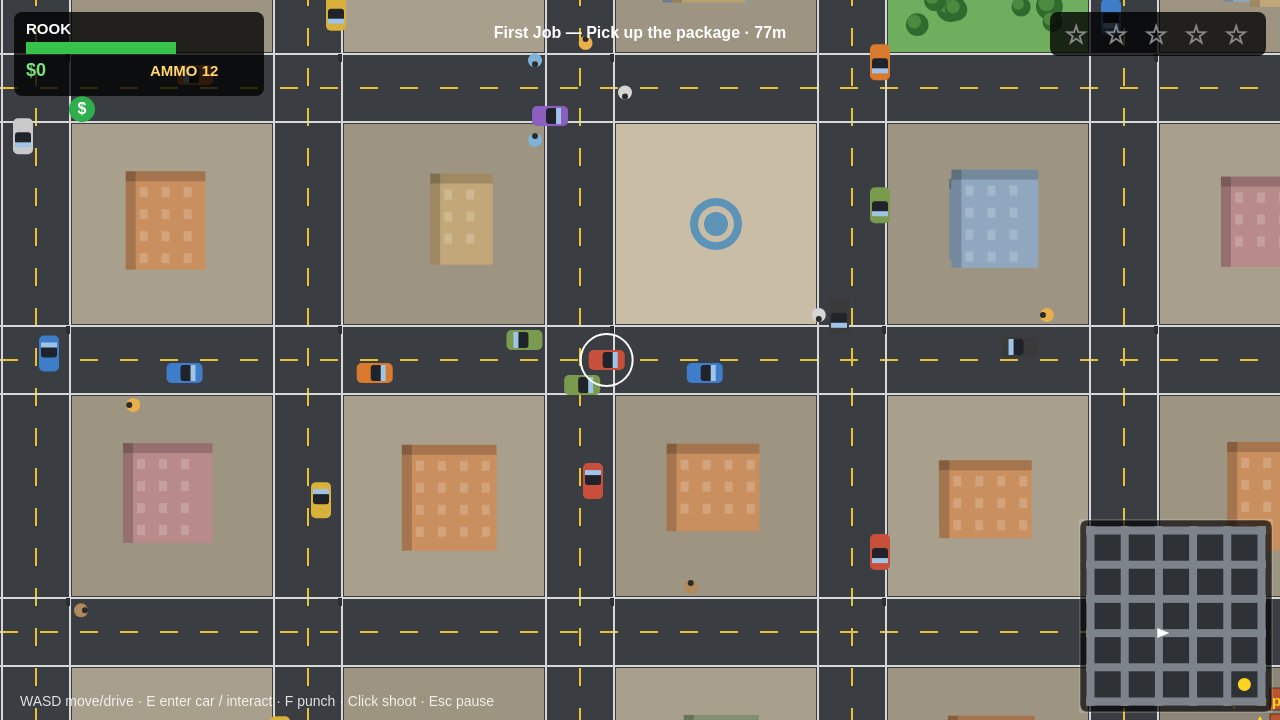 ROOK
First Job — Pick up the package · 77m
$0
AMMO 12
$
WASD move/drive · E enter car / interact · F punch · Click shoot · Esc pause